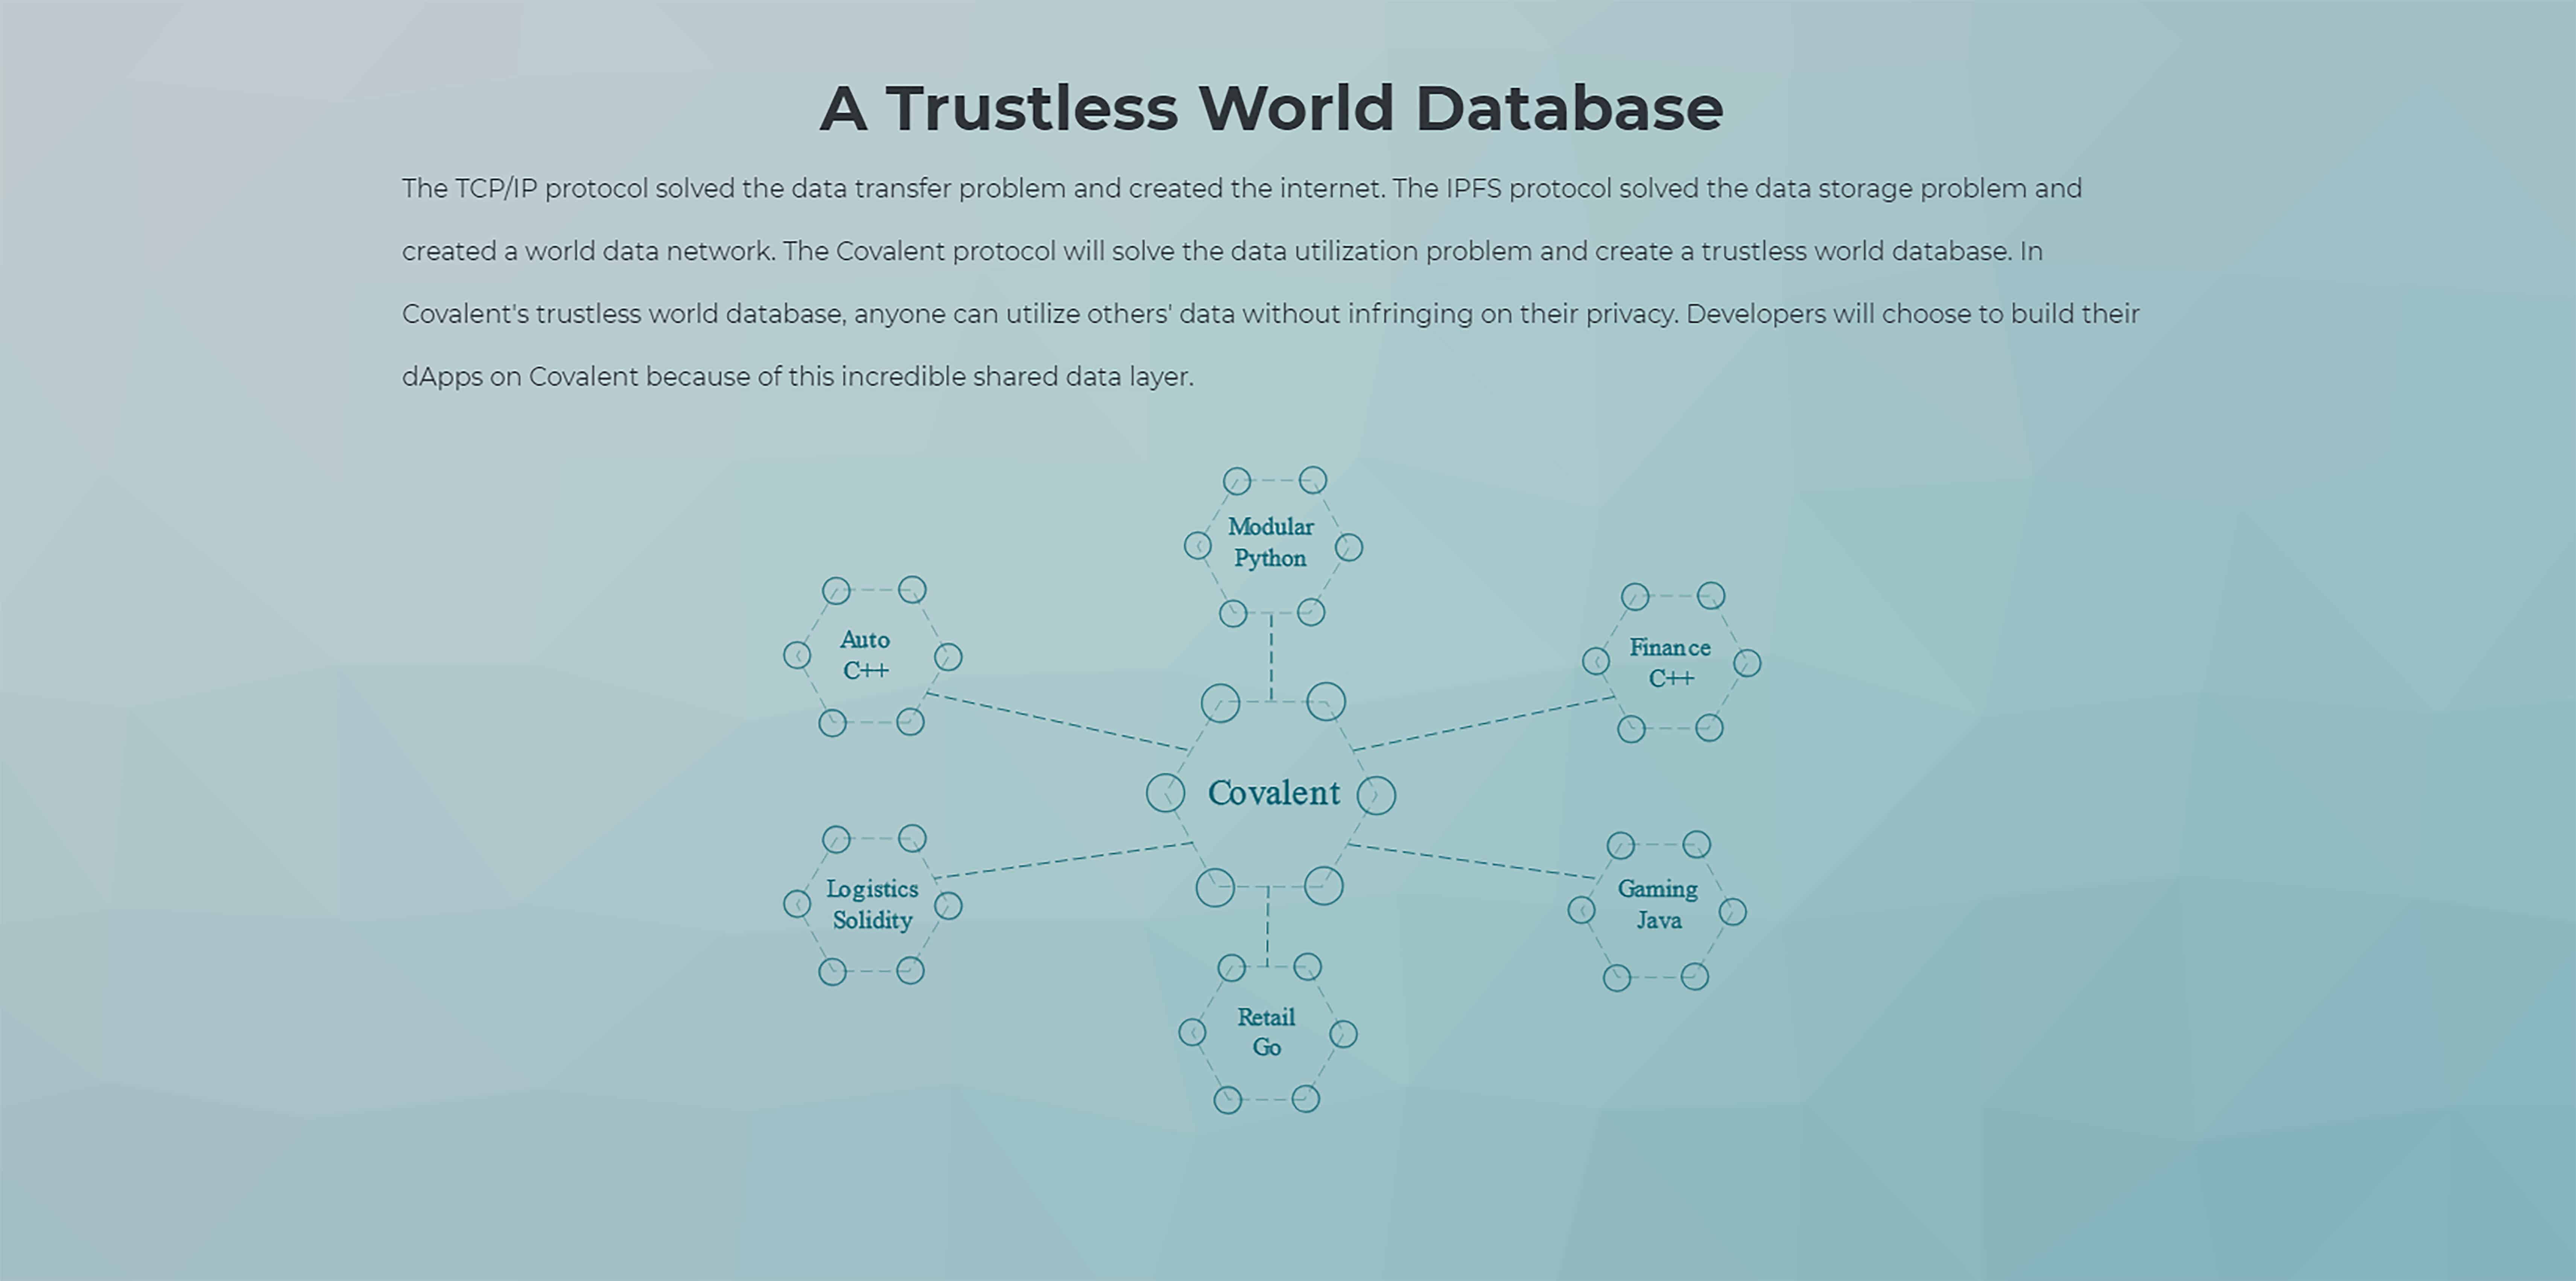 A Trustless World Database
The TCP/IP protocol solved the data transfer problem and created the internet. The IPFS protocol solved the data storage problem and
created a world data network. The Covalent protocol will solve the data utilization problem and create a trustless world database. In
Covalent's trustless world database, anyone can utilize others' data without infringing on their privacy. Developers will choose to build their
dApps on Covalent because of this incredible shared data layer.
Modular
Python
Auto
C++
Finance
C++
Covalent
Logistics
Solidity
Gaming
Java
Retail
Go